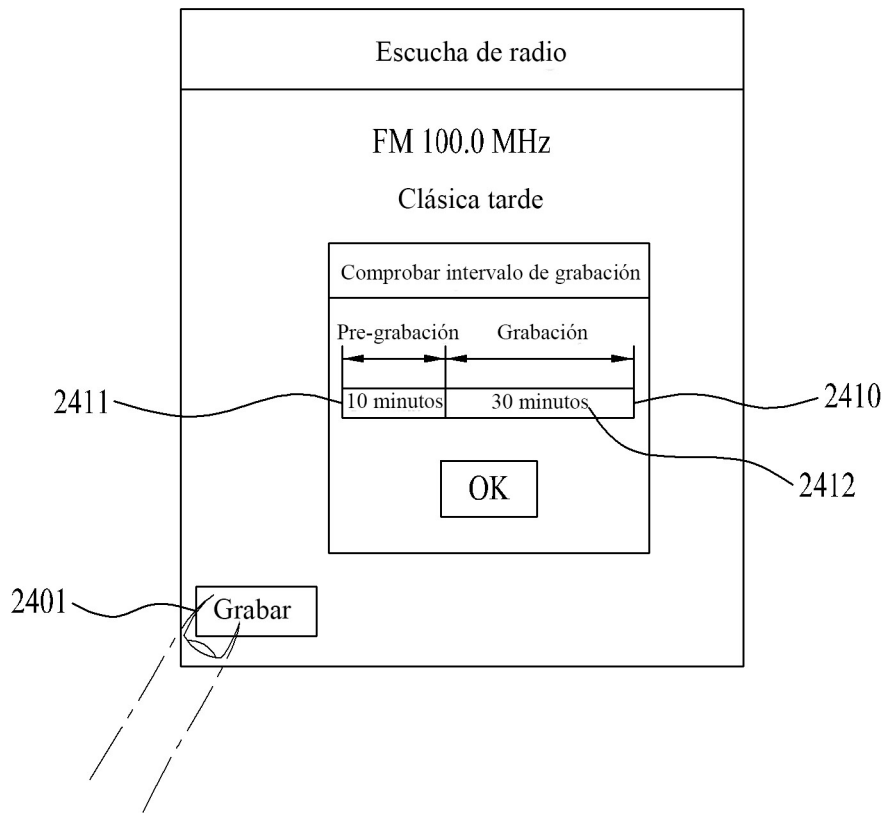 Escucha de radio
FM 100.0 MHz
Clásica tarde
Comprobar intervalo de grabación
Pre-grabación Grabación
2411 10 minutos 30 minutos 2410
OK 2412
2401 Grabar